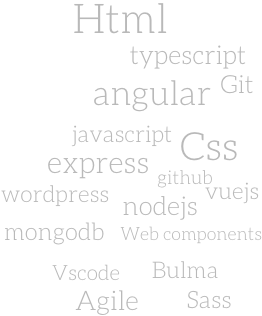 Html
typescript
angular Git
javascript
express Css
github
wordpress vuejs
nodejs
mongodb Web components
Vscode Bulma
Agile Sass